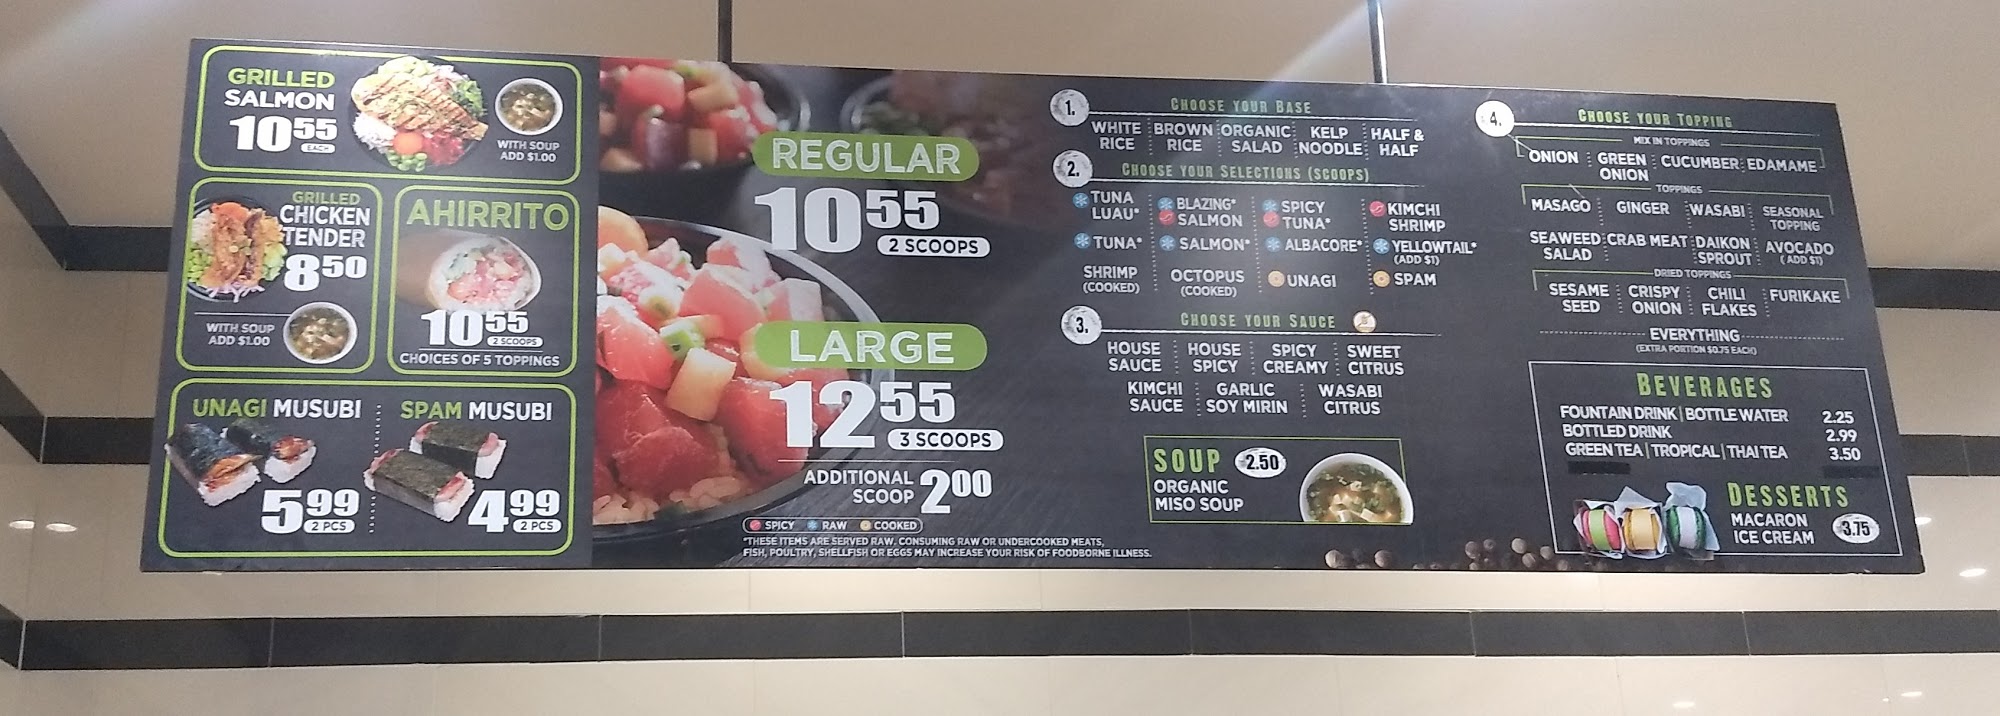 GRILLED
SALMON
10 55
EACH
WITH SOUP
ADD $1.00
GRILLED
CHICKEN
TENDER
8 50
WITH SOUP
ADD $1.00
AHIRRITO
10 55
2 SCOOPS
CHOICES OF 5 TOPPINGS
UNAGI MUSUBI
5 99
2 PCS
SPAM MUSUBI
4 99
2 PCS
REGULAR
10 55
2 SCOOPS
LARGE
12 55
3 SCOOPS
ADDITIONAL
SCOOP
2 00
SPICY RAW COOKED
*THESE ITEMS ARE SERVED RAW, CONSUMING RAW OR UNDERCOOKED MEATS,
FISH, POULTRY, SHELLFISH OR EGGS MAY INCREASE YOUR RISK OF FOODBORNE ILLNESS.
1. CHOOSE YOUR BASE
WHITE RICE
BROWN RICE
ORGANIC SALAD
KELP NOODLE
HALF & HALF
2. CHOOSE YOUR SELECTIONS (SCOOPS)
TUNA LUAU*
BLAZING* SALMON
SPICY TUNA*
KIMCHI SHRIMP
TUNA*
SALMON*
ALBACORE*
YELLOWTAIL*
(ADD $1)
SHRIMP
(COOKED)
OCTOPUS
(COOKED)
UNAGI
SPAM
3. CHOOSE YOUR SAUCE
HOUSE SAUCE
HOUSE SPICY
SPICY CREAMY
SWEET CITRUS
KIMCHI SAUCE
GARLIC SOY MIRIN
WASABI CITRUS
SOUP 2.50
ORGANIC
MISO SOUP
4. CHOOSE YOUR TOPPING
MIX IN TOPPINGS
ONION
GREEN ONION
CUCUMBER
EDAMAME
TOPPINGS
MASAGO
GINGER
WASABI
SEASONAL TOPPING
SEAWEED SALAD
CRAB MEAT
DAIKON SPROUT
AVOCADO
(ADD $1)
DRIED TOPPINGS
SESAME SEED
CRISPY ONION
CHILI FLAKES
FURIKAKE
EVERYTHING
(EXTRA PORTION $0.75 EACH)
BEVERAGES
FOUNTAIN DRINK | BOTTLE WATER 2.25
BOTTLED DRINK 2.99
GREEN TEA | TROPICAL | THAI TEA 3.50
DESSERTS
MACARON
ICE CREAM
3.75